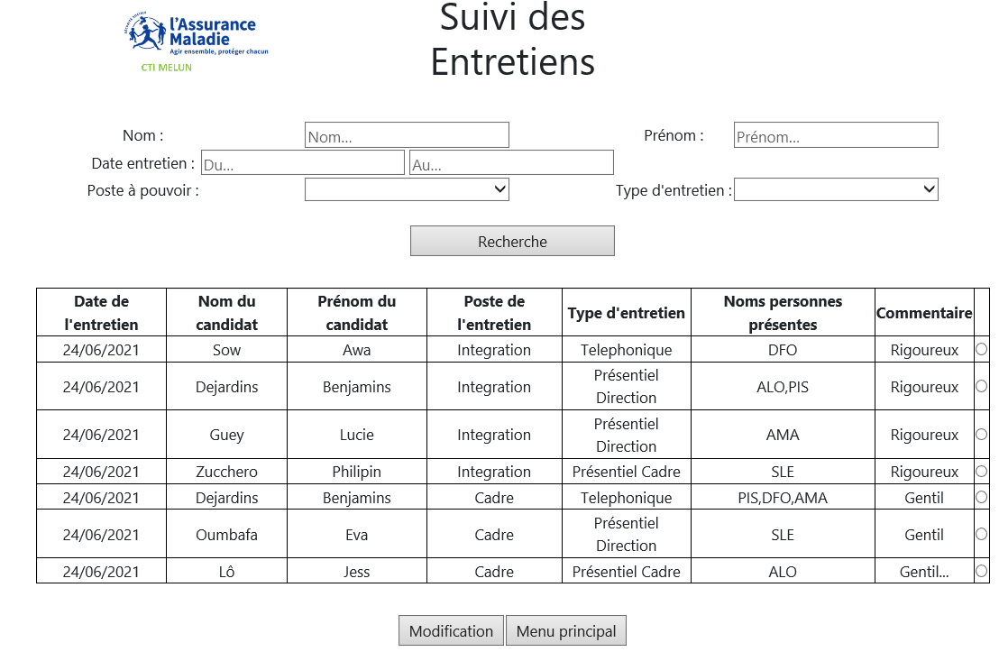 Sécurité sociale
l'Assurance
Maladie
Agir ensemble, protéger chacun
CTI MELUN
Suivi des
Entretiens
Nom : Nom... Prénom : Prénom...
Date entretien : Du... Au...
Poste à pouvoir : Type d'entretien :
Recherche
Date de l'entretien Nom du candidat Prénom du candidat Poste de l'entretien Type d'entretien Noms personnes présentes Commentaire
24/06/2021 Sow Awa Integration Telephonique DFO Rigoureux
24/06/2021 Dejardins Benjamins Integration Présentiel Direction ALO,PIS Rigoureux
24/06/2021 Guey Lucie Integration Présentiel Direction AMA Rigoureux
24/06/2021 Zucchero Philipin Integration Présentiel Cadre SLE Rigoureux
24/06/2021 Dejardins Benjamins Cadre Telephonique PIS,DFO,AMA Gentil
24/06/2021 Oumbafa Eva Cadre Présentiel Direction SLE Gentil
24/06/2021 Lô Jess Cadre Présentiel Cadre ALO Gentil...
Modification Menu principal